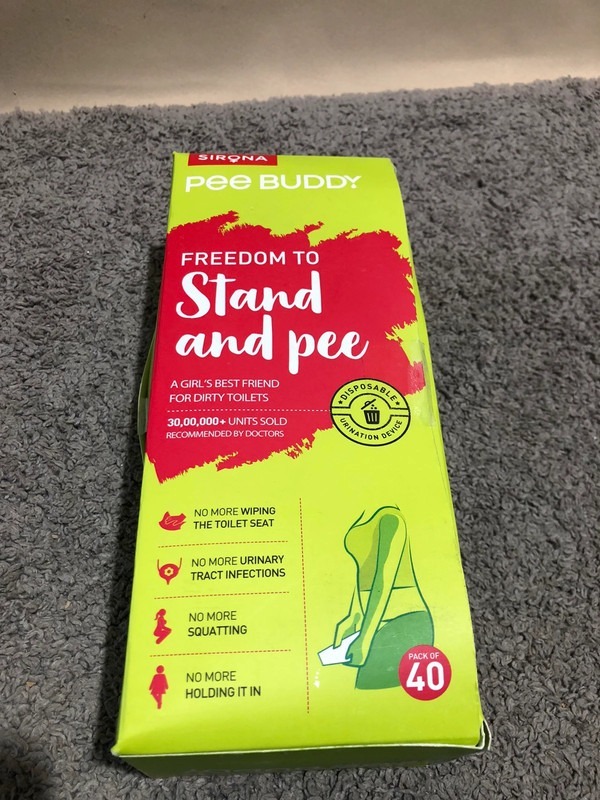 SIRONA
Pee BUDDY
FREEDOM TO
Stand
and pee
A GIRL'S BEST FRIEND
FOR DIRTY TOILETS
30,00,000+ UNITS SOLD
RECOMMENDED BY DOCTORS
DISPOSABLE
URINATION DEVICE
NO MORE WIPING
THE TOILET SEAT
NO MORE URINARY
TRACT INFECTIONS
NO MORE
SQUATTING
NO MORE
HOLDING IT IN
PACK OF
40